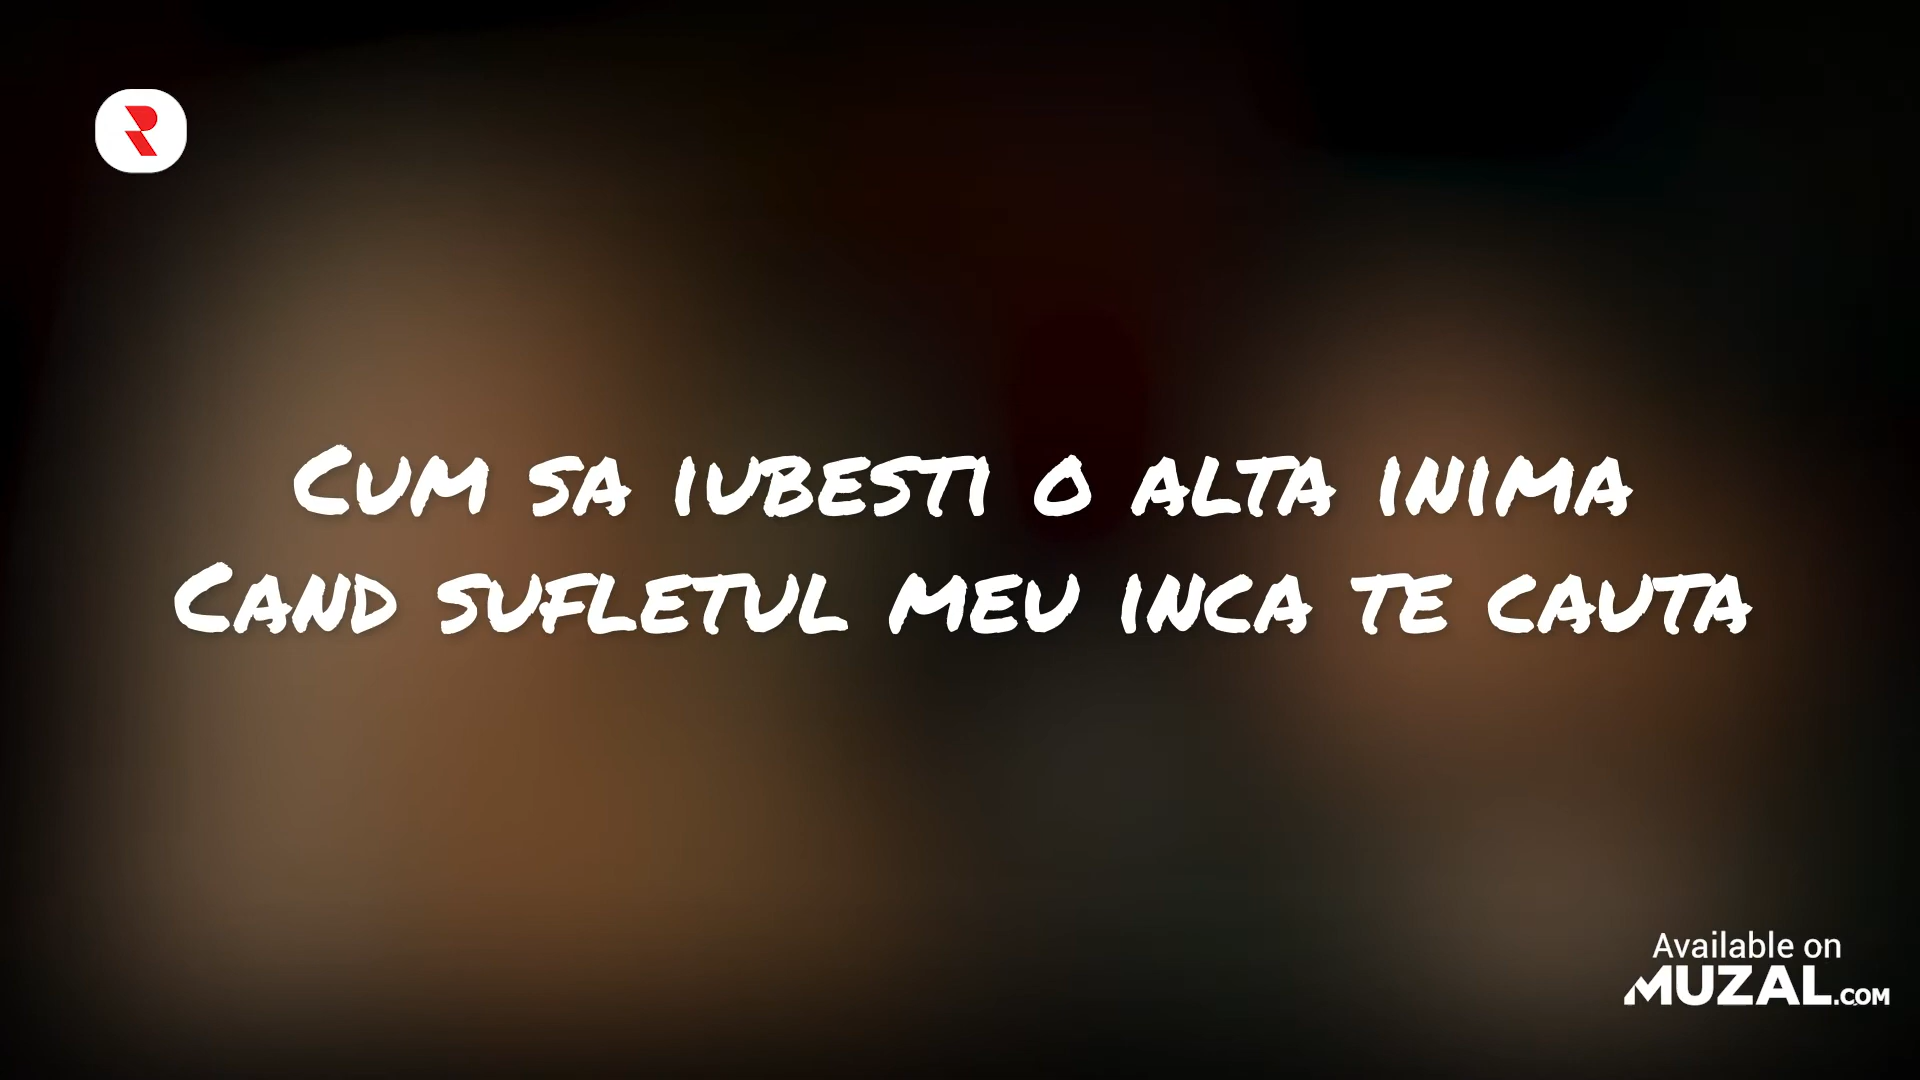 R
Cum sa iubesti o alta inima
Cand sufletul meu inca te cauta
Available on
MUZAL.COM